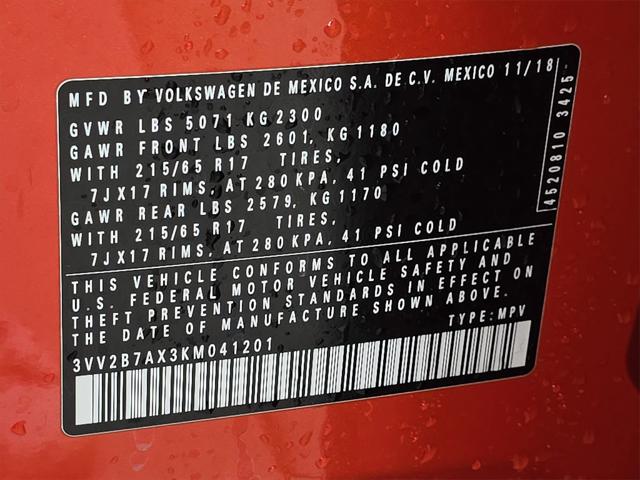 MFD BY VOLKSWAGEN DE MEXICO S.A. DE C.V. MEXICO 11/18
GVWR LBS 5071 KG 2300
GAWR FRONT LBS 2601, KG 1180
WITH 215/65 R17 TIRES,
7J X17 RIMS, AT 280 KPA, 41 PSI COLD
GAWR REAR LBS 2579, KG 1170
WITH 215/65 R17 TIRES,
7J X17 RIMS, AT 280 KPA, 41 PSI COLD
4520810 3425-
THIS VEHICLE CONFORMS TO ALL APPLICABLE
U.S. FEDERAL MOTOR VEHICLE SAFETY AND
THEFT PREVENTION STANDARDS IN EFFECT ON
THE DATE OF MANUFACTURE SHOWN ABOVE.
3VV2B7AX3KM041201 TYPE: MPV